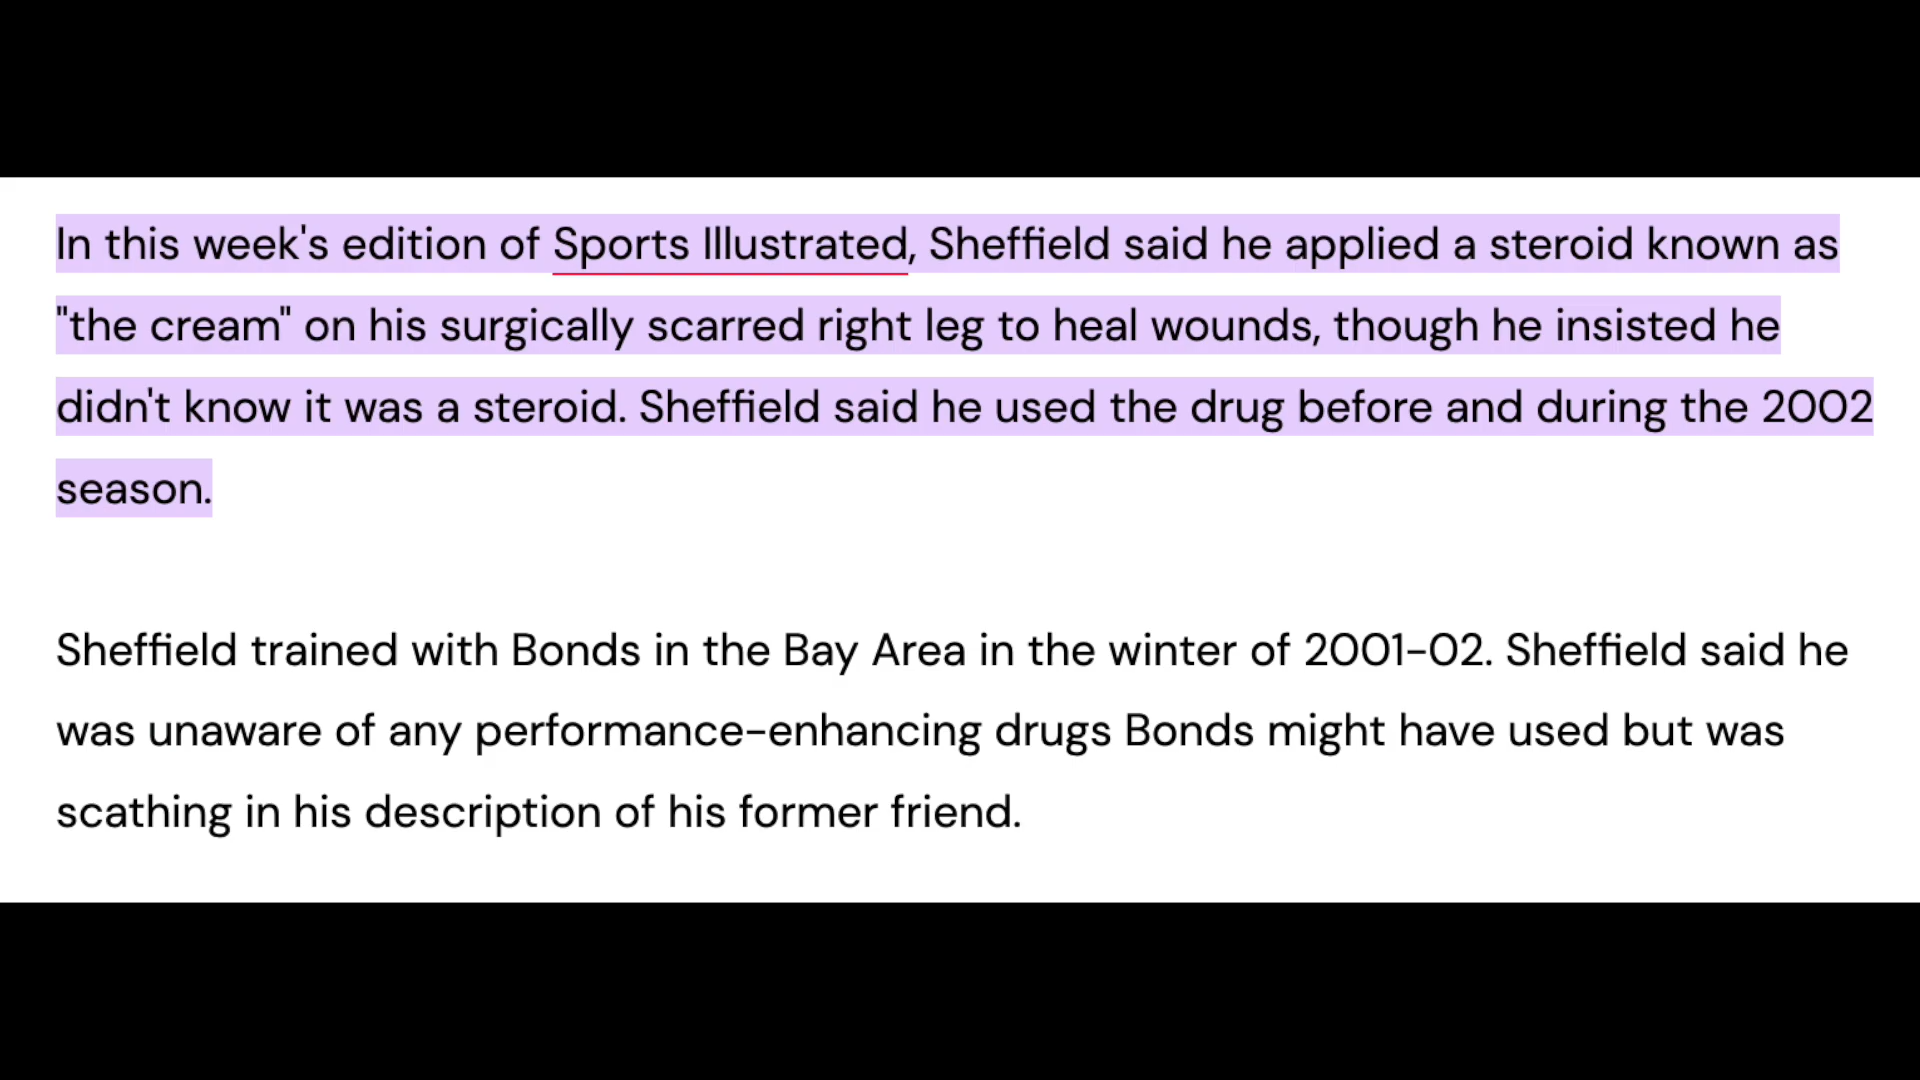 In this week's edition of Sports Illustrated, Sheffield said he applied a steroid known as
"the cream" on his surgically scarred right leg to heal wounds, though he insisted he
didn't know it was a steroid. Sheffield said he used the drug before and during the 2002
season.
Sheffield trained with Bonds in the Bay Area in the winter of 2001-02. Sheffield said he
was unaware of any performance-enhancing drugs Bonds might have used but was
scathing in his description of his former friend.